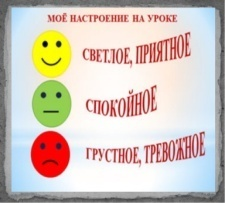 МОЁ НАСТРОЕНИЕ НА УРОКЕ
СВЕТЛОЕ, ПРИЯТНОЕ
СПОКОЙНОЕ
ГРУСТНОЕ, ТРЕВОЖНОЕ